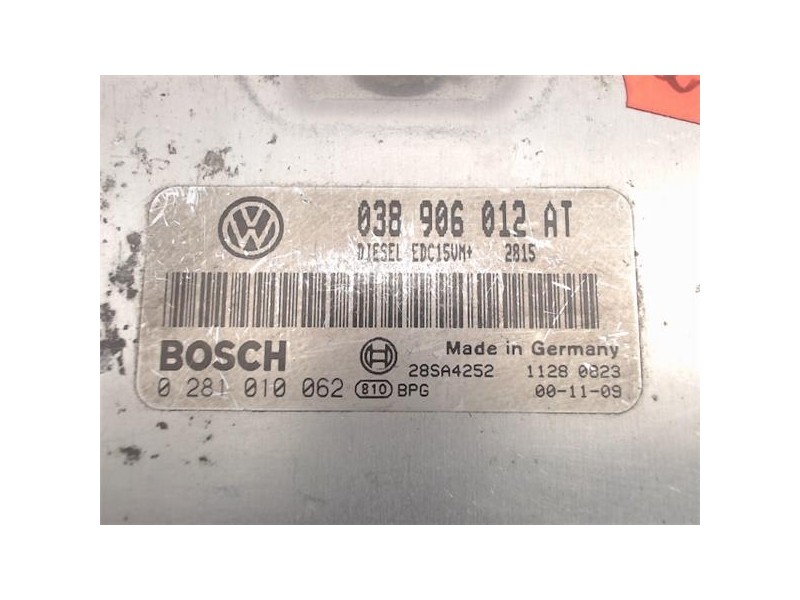 038 906 012 AT
DIESEL EDC15VM+ 2815
BOSCH
Made in Germany
28SA4252 1128 0823
0 281 010 062 810 BPG 00-11-09